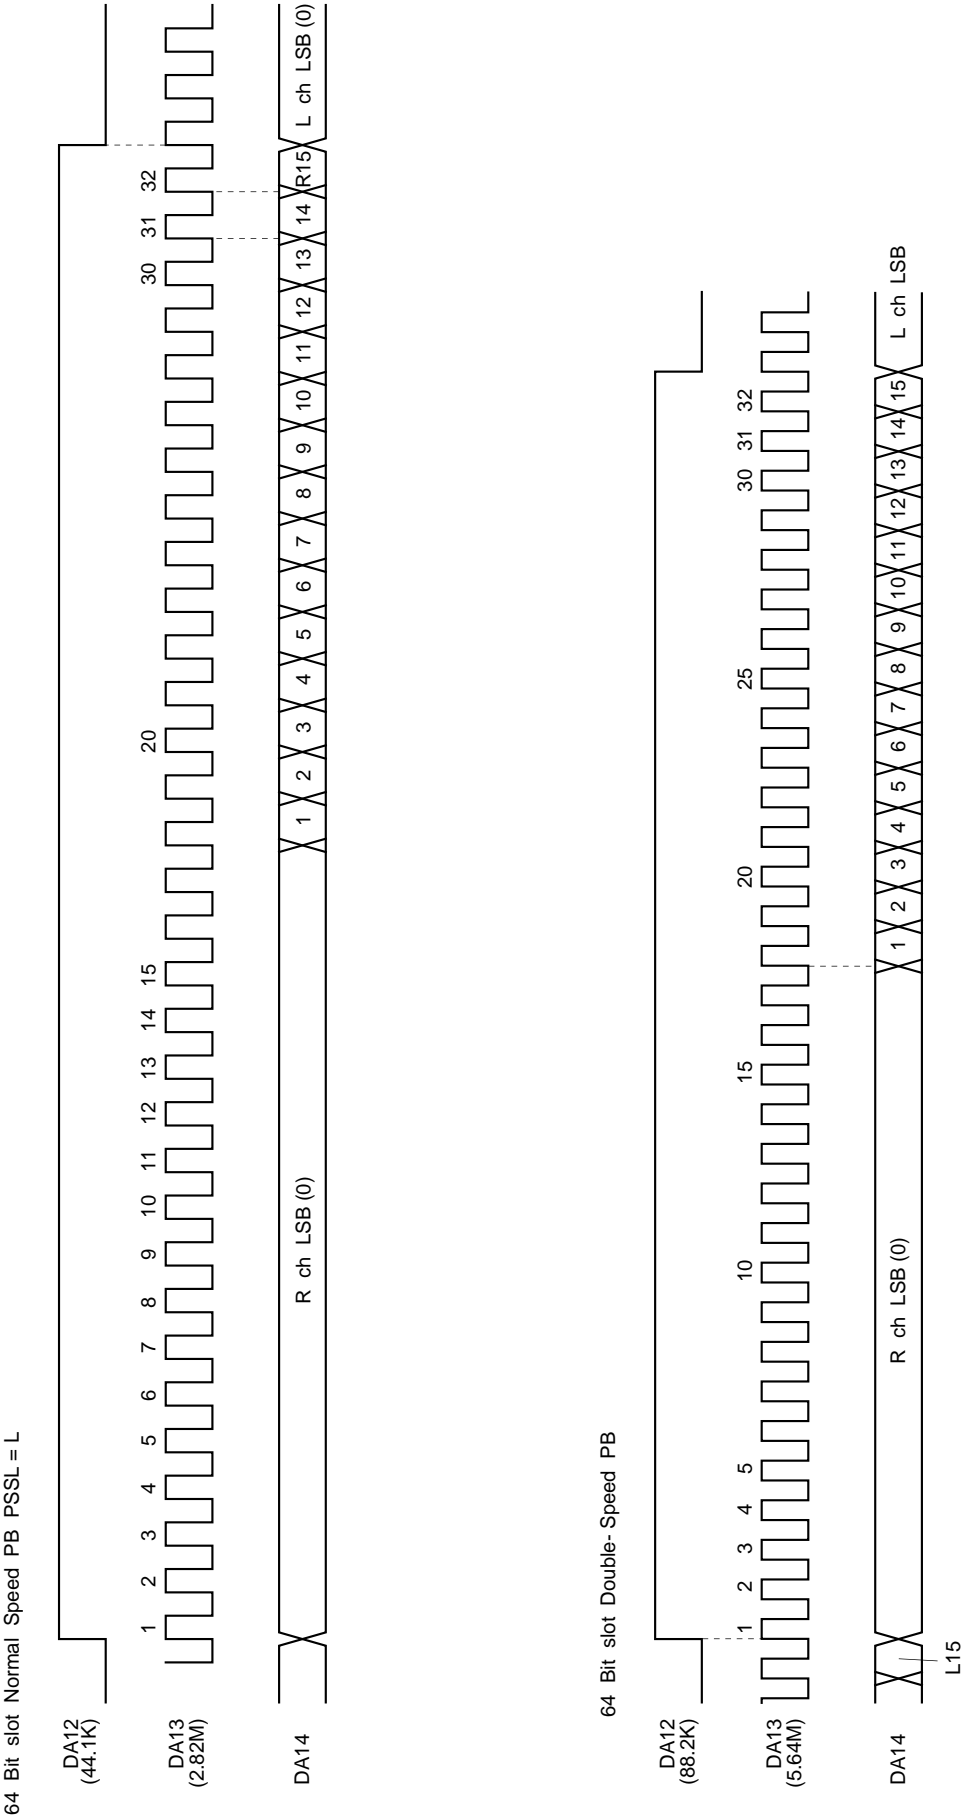 64 Bit slot Normal Speed PB PSSL = L
DA12
(44.1K)
1 2 3 4 5 6 7 8 9 10 11 12 13 14 15 20 30 31 32
DA13
(2.82M)
DA14
R ch LSB (0) 1 2 3 4 5 6 7 8 9 10 11 12 13 14 R15 L ch LSB (0)
64 Bit slot Double- Speed PB
DA12
(88.2K)
1 2 3 4 5 10 15 20 25 30 31 32
DA13
(5.64M)
DA14
R ch LSB (0) 1 2 3 4 5 6 7 8 9 10 11 12 13 14 15 L ch LSB
L15